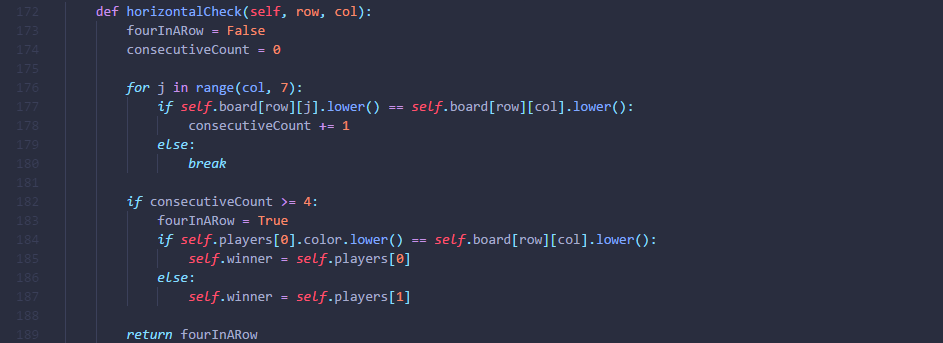 172 def horizontalCheck(self, row, col):
173 fourInARow = False
174 consecutiveCount = 0
175
176 for j in range(col, 7):
177 if self.board[row][j].lower() == self.board[row][col].lower():
178 consecutiveCount += 1
179 else:
180 break
181
182 if consecutiveCount >= 4:
183 fourInARow = True
184 if self.players[0].color.lower() == self.board[row][col].lower():
185 self.winner = self.players[0]
186 else:
187 self.winner = self.players[1]
188
189 return fourInARow